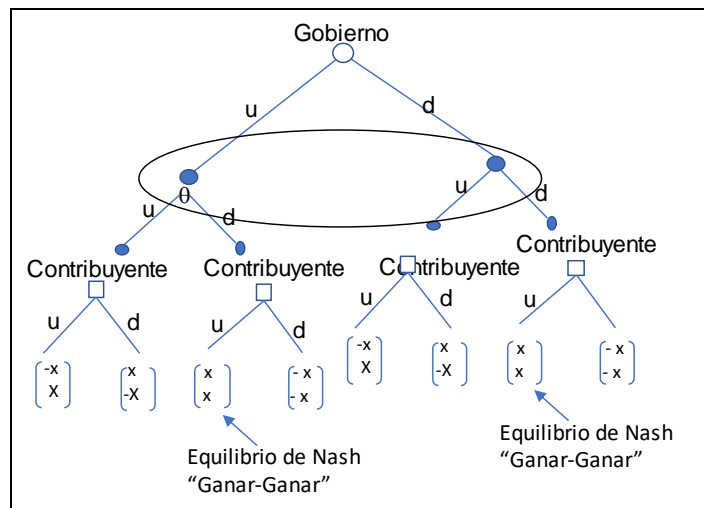 Gobierno
u d
θ
u d u d
Contribuyente Contribuyente Contribuyente Contribuyente
u d u u d u
-x x x - x -x x x - x
X -X x - x X -X x - x
Equilibrio de Nash
“Ganar-Ganar”
Equilibrio de Nash
“Ganar-Ganar”